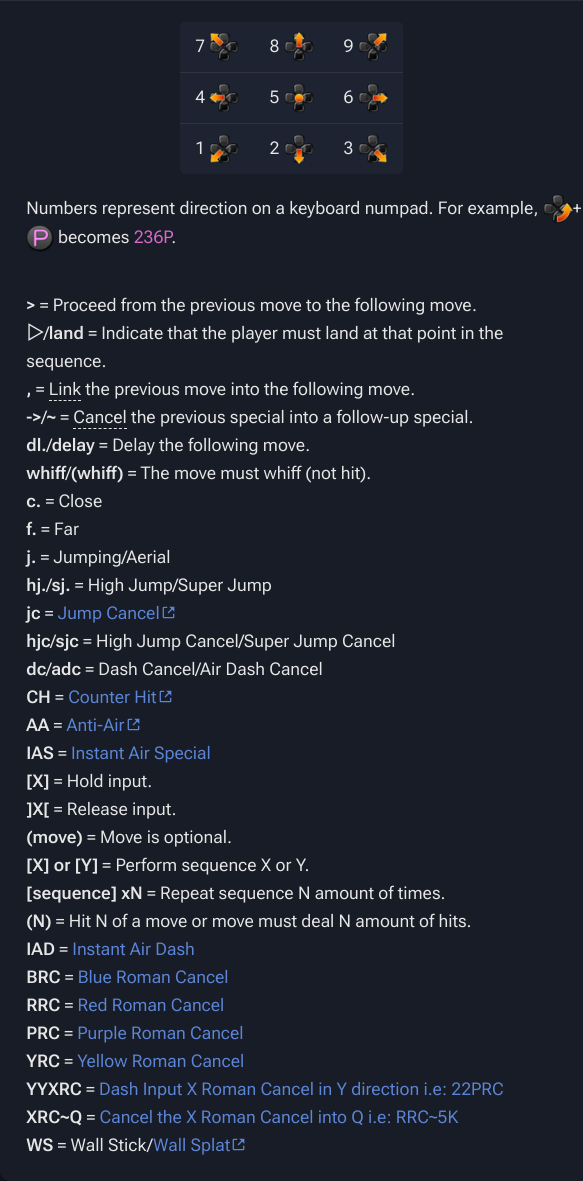 7 8 9
4 5 6
1 2 3
Numbers represent direction on a keyboard numpad. For example, +
P becomes 236P.
> = Proceed from the previous move to the following move.
▷/land = Indicate that the player must land at that point in the
sequence.
, = Link the previous move into the following move.
->/~ = Cancel the previous special into a follow-up special.
dl./delay = Delay the following move.
whiff/(whiff) = The move must whiff (not hit).
c. = Close
f. = Far
j. = Jumping/Aerial
hj./sj. = High Jump/Super Jump
jc = Jump Cancel
hjc/sjc = High Jump Cancel/Super Jump Cancel
dc/adc = Dash Cancel/Air Dash Cancel
CH = Counter Hit
AA = Anti-Air
IAS = Instant Air Special
[X] = Hold input.
]X[ = Release input.
(move) = Move is optional.
[X] or [Y] = Perform sequence X or Y.
[sequence] xN = Repeat sequence N amount of times.
(N) = Hit N of a move or move must deal N amount of hits.
IAD = Instant Air Dash
BRC = Blue Roman Cancel
RRC = Red Roman Cancel
PRC = Purple Roman Cancel
YRC = Yellow Roman Cancel
YYXRC = Dash Input X Roman Cancel in Y direction i.e: 22PRC
XRC~Q = Cancel the X Roman Cancel into Q i.e: RRC~5K
WS = Wall Stick/Wall Splat